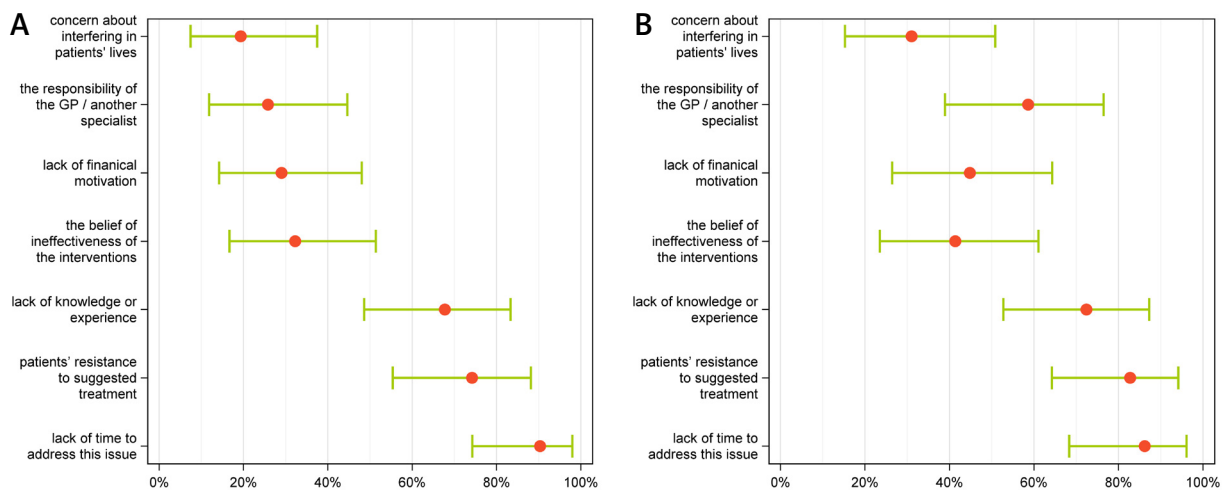 A
concern about
interfering in
patients' lives
the responsibility of
the GP / another
specialist
lack of finanical
motivation
the belief of
ineffectiveness of
the interventions
lack of knowledge or
experience
patients' resistance
to suggested
treatment
lack of time to
address this issue
0% 20% 40% 60% 80% 100%
B
concern about
interfering in
patients' lives
the responsibility of
the GP / another
specialist
lack of finanical
motivation
the belief of
ineffectiveness of
the interventions
lack of knowledge or
experience
patients' resistance
to suggested
treatment
lack of time to
address this issue
0% 20% 40% 60% 80% 100%